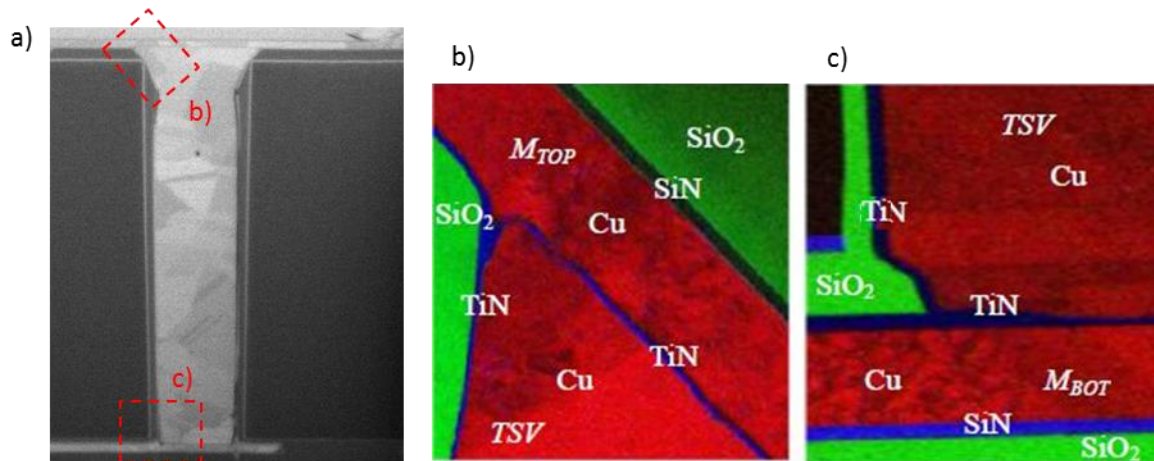 a)
b)
c)
b)
M_TOP
SiO₂
SiN
SiO₂
Cu
TiN
TiN
Cu
TSV
c)
TSV
Cu
TiN
SiO₂
TiN
Cu
M_BOT
SiN
SiO₂